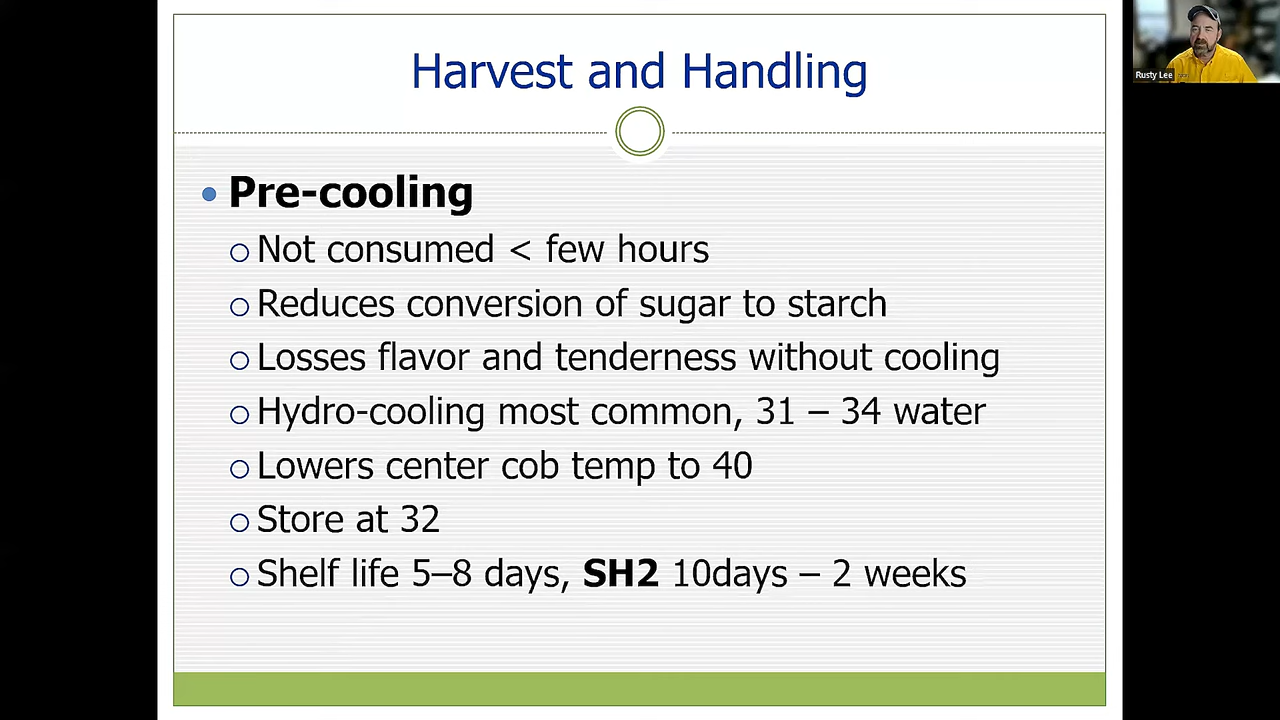 Harvest and Handling
Pre-cooling
Not consumed < few hours
Reduces conversion of sugar to starch
Losses flavor and tenderness without cooling
Hydro-cooling most common, 31 – 34 water
Lowers center cob temp to 40
Store at 32
Shelf life 5–8 days, SH2 10days – 2 weeks
Rusty Lee